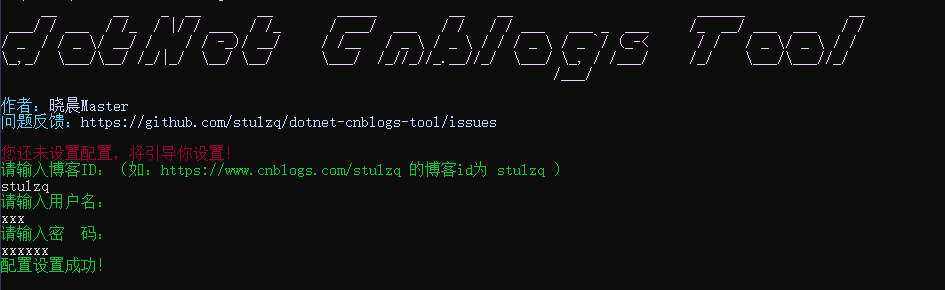 dotNet Cnblogs Tool
作者：晓晨Master
问题反馈：https://github.com/stulzq/dotnet-cnblogs-tool/issues
您还未设置配置，将引导你设置！
请输入博客ID：（如：https://www.cnblogs.com/stulzq 的博客id为 stulzq ）
stulzq
请输入用户名：
xxx
请输入密　码：
xxxxxx
配置设置成功！